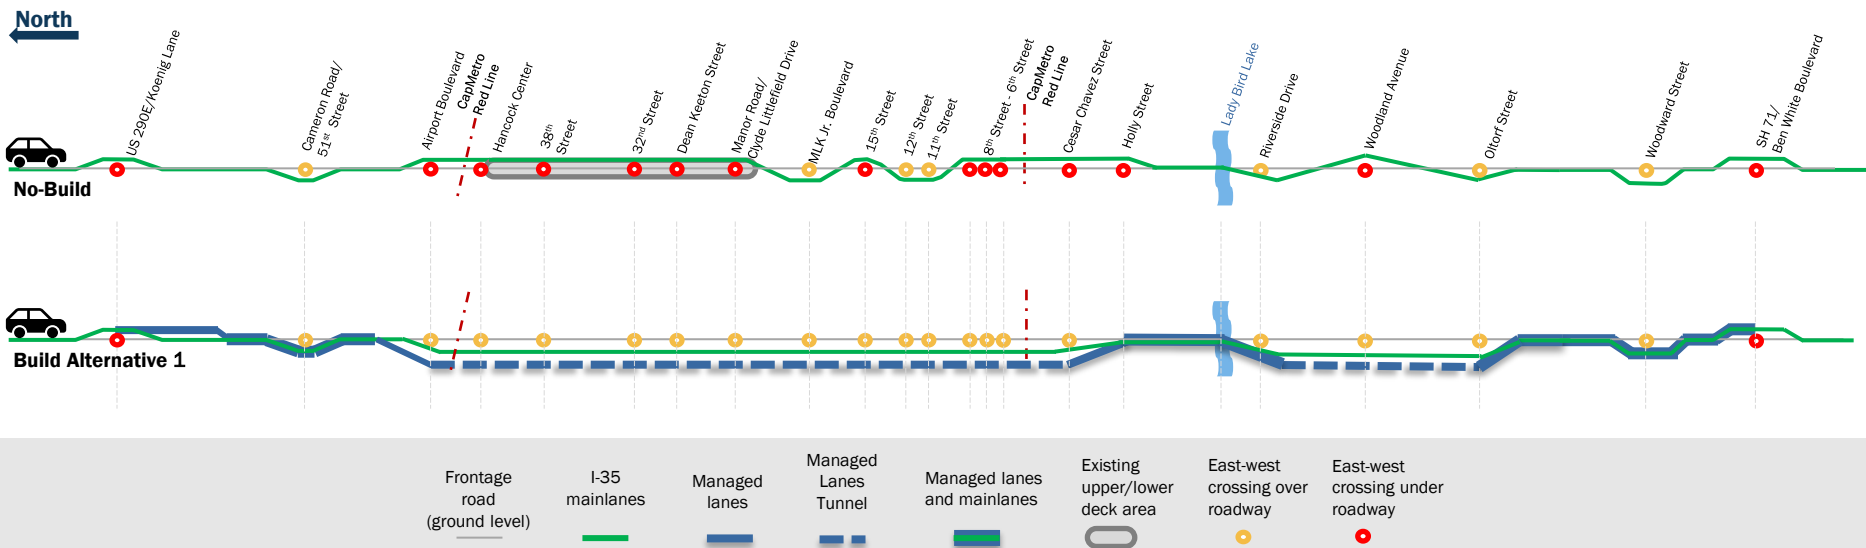 North
US 290E/Koenig Lane
Cameron Road/
51st Street
Airport Boulevard
CapMetro
Red Line
Hancock Center
38th
Street
32nd Street
Dean Keeton Street
Manor Road/
Clyde Littlefield Drive
MLK Jr. Boulevard
15th Street
12th Street
11th Street
8th Street - 6th Street
CapMetro
Red Line
Cesar Chavez Street
Holly Street
Lady Bird Lake
Riverside Drive
Woodland Avenue
Oltorf Street
Woodward Street
SH 71/
Ben White Boulevard
No-Build
Build Alternative 1
Frontage
road
(ground level)
I-35
mainlanes
Managed
lanes
Managed
Lanes
Tunnel
Managed lanes
and mainlanes
Existing
upper/lower
deck area
East-west
crossing over
roadway
East-west
crossing under
roadway